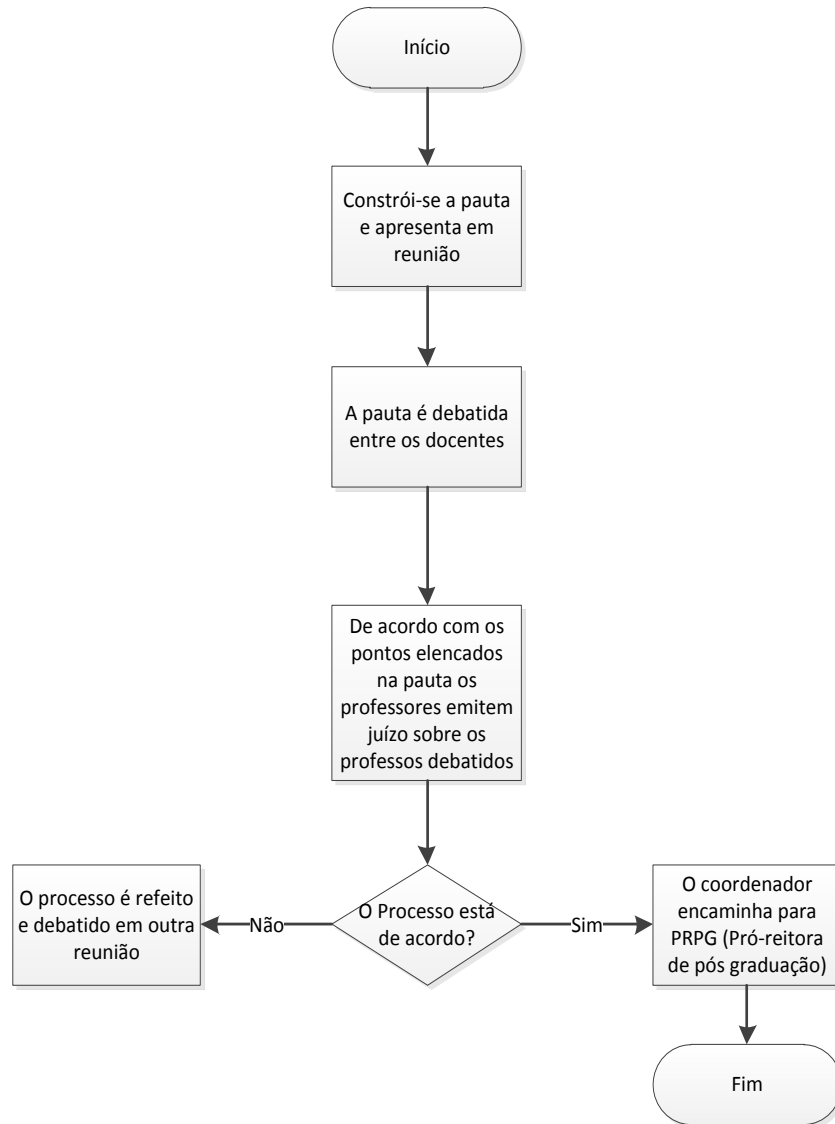 Início
Constrói-se a pauta
e apresenta em
reunião
A pauta é debatida
entre os docentes
De acordo com os
pontos elencados
na pauta os
professores emitem
juízo sobre os
professos debatidos
O processo é refeito
e debatido em outra
reunião
Não
O Processo está
de acordo?
Sim
O coordenador
encaminha para
PRPG (Pró-reitora
de pós graduação)
Fim